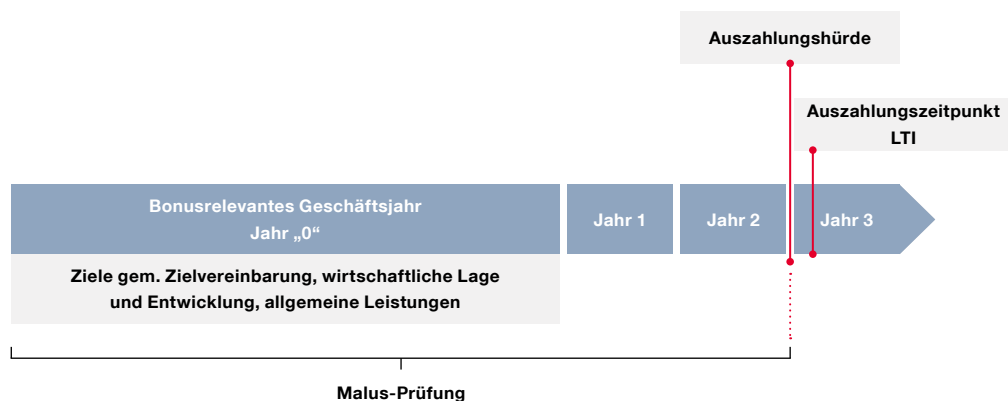 Auszahlungshürde
Auszahlungszeitpunkt
LTI
Bonusrelevantes Geschäftsjahr
Jahr „0“
Jahr 1
Jahr 2
Jahr 3
Ziele gem. Zielvereinbarung, wirtschaftliche Lage
und Entwicklung, allgemeine Leistungen
Malus-Prüfung